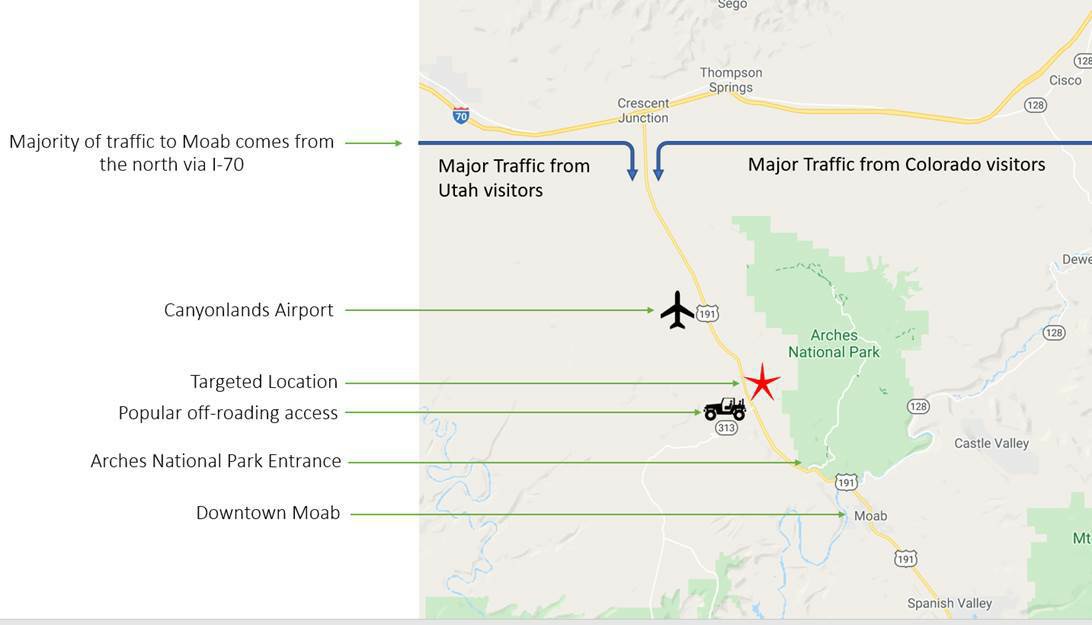 Sego
Thompson
Springs
128
Cisco
128
Crescent
Junction
70
Majority of traffic to Moab comes from
the north via I-70
Major Traffic from
Utah visitors
Major Traffic from Colorado visitors
Dewe
Canyonlands Airport
191
128
Arches
National Park
Targeted Location
Popular off-roading access
313
128
Castle Valley
Arches National Park Entrance
191
Downtown Moab
Moab
Mt
191
Spanish Valley